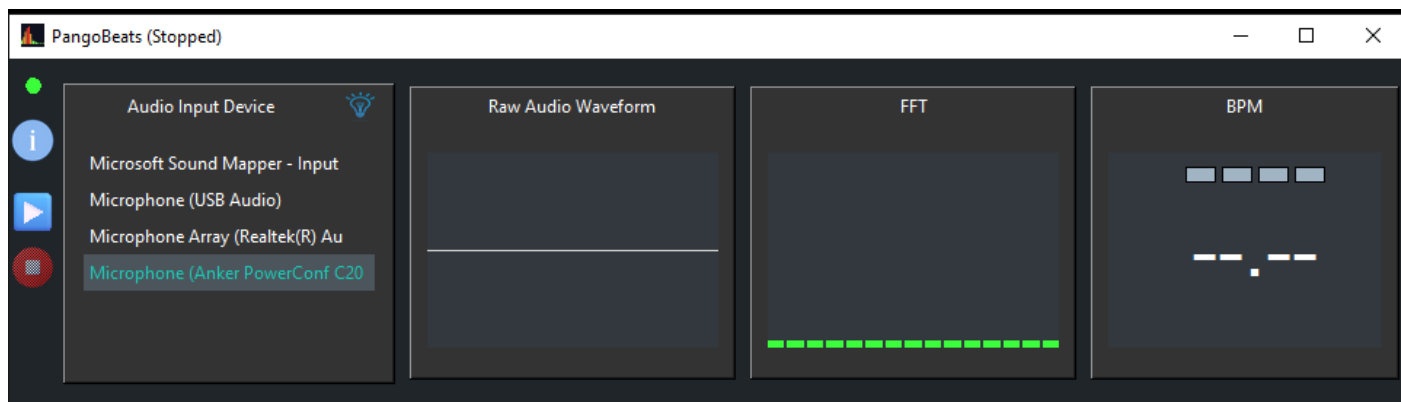 PangoBeats (Stopped)
Audio Input Device
Microsoft Sound Mapper - Input
Microphone (USB Audio)
Microphone Array (Realtek(R) Au
Microphone (Anker PowerConf C20
Raw Audio Waveform
FFT
BPM
--.--